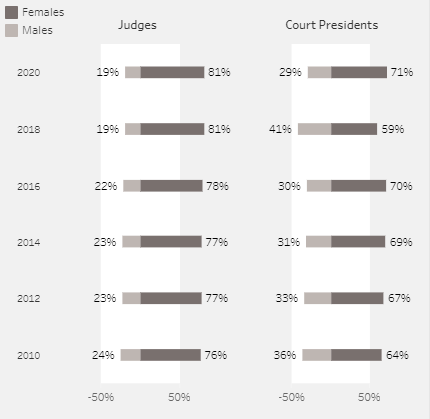 Females
Males
Judges Court Presidents
2020 19% 81% 29% 71%
2018 19% 81% 41% 59%
2016 22% 78% 30% 70%
2014 23% 77% 31% 69%
2012 23% 77% 33% 67%
2010 24% 76% 36% 64%
-50% 50% -50% 50%